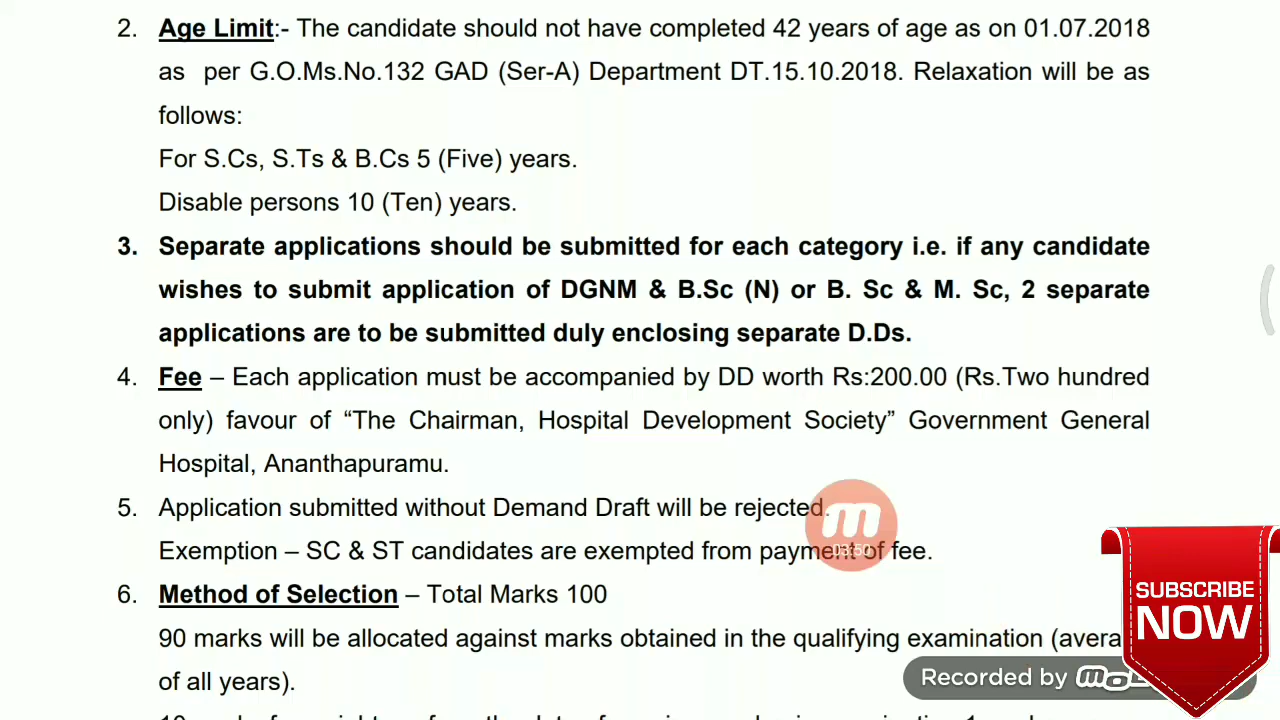 2. Age Limit:- The candidate should not have completed 42 years of age as on 01.07.2018
as per G.O.Ms.No.132 GAD (Ser-A) Department DT.15.10.2018. Relaxation will be as
follows:
For S.Cs, S.Ts & B.Cs 5 (Five) years.
Disable persons 10 (Ten) years.
3. Separate applications should be submitted for each category i.e. if any candidate
wishes to submit application of DGNM & B.Sc (N) or B. Sc & M. Sc, 2 separate
applications are to be submitted duly enclosing separate D.Ds.
4. Fee – Each application must be accompanied by DD worth Rs:200.00 (Rs.Two hundred
only) favour of “The Chairman, Hospital Development Society” Government General
Hospital, Ananthapuramu.
5. Application submitted without Demand Draft will be rejected.
Exemption – SC & ST candidates are exempted from payment of fee.
03:50
6. Method of Selection – Total Marks 100
90 marks will be allocated against marks obtained in the qualifying examination
of all years).
SUBSCRIBE
NOW
Recorded by